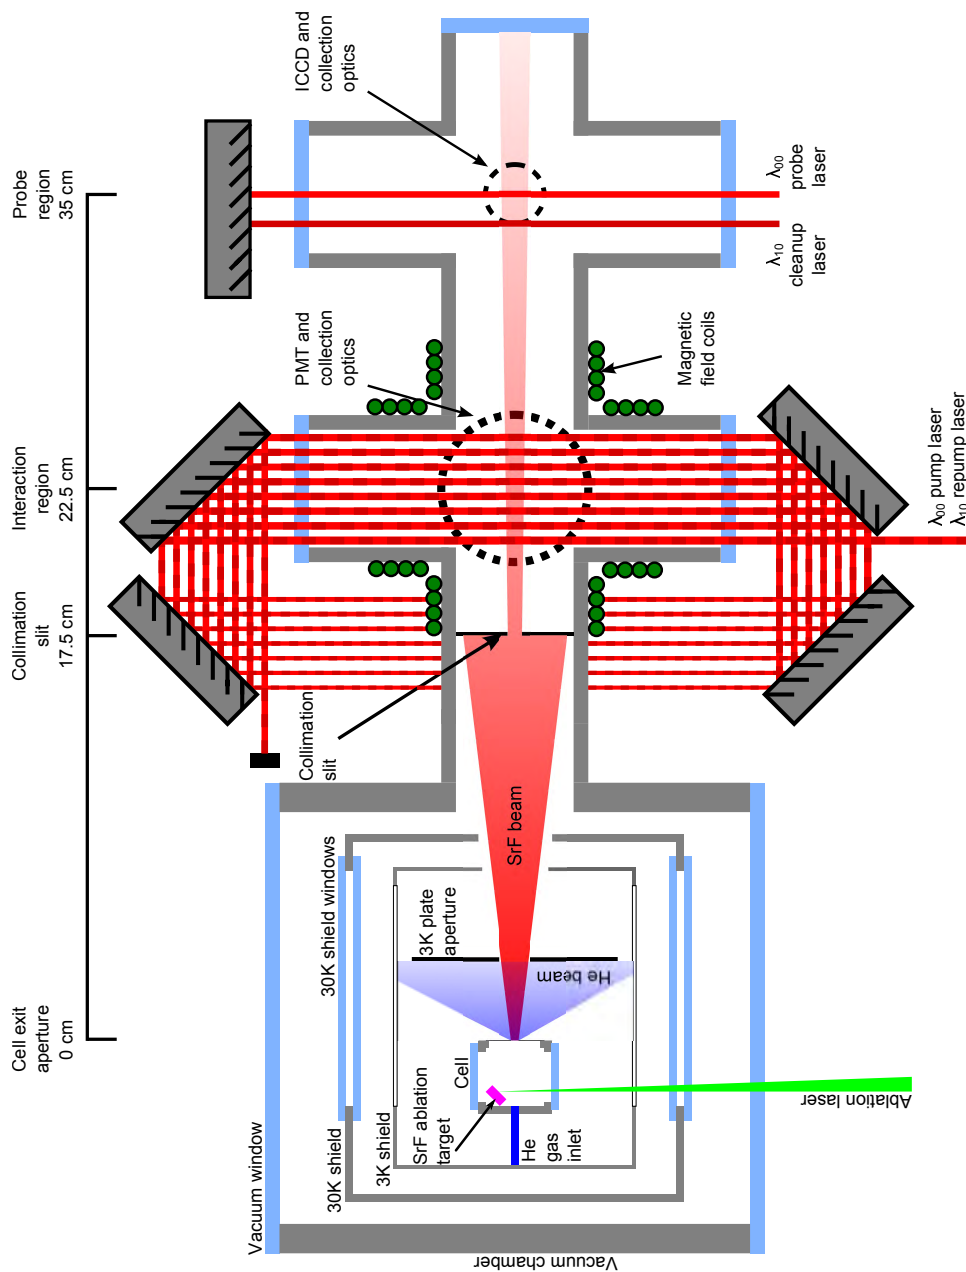 Cell exit
aperture
0 cm
Collimation
slit
17.5 cm
Interaction
region
22.5 cm
Probe
region
35 cm
Vacuum window
30K shield
30K shield windows
3K shield
SrF ablation
target
Cell
3K plate
aperture
He
gas
inlet
He beam
SrF beam
Collimation
slit
PMT and
collection
optics
ICCD and
collection
optics
Magnetic
field coils
λ10
cleanup
laser
λ00
probe
laser
λ00 pump laser
λ10 repump laser
Ablation laser
Vacuum chamber